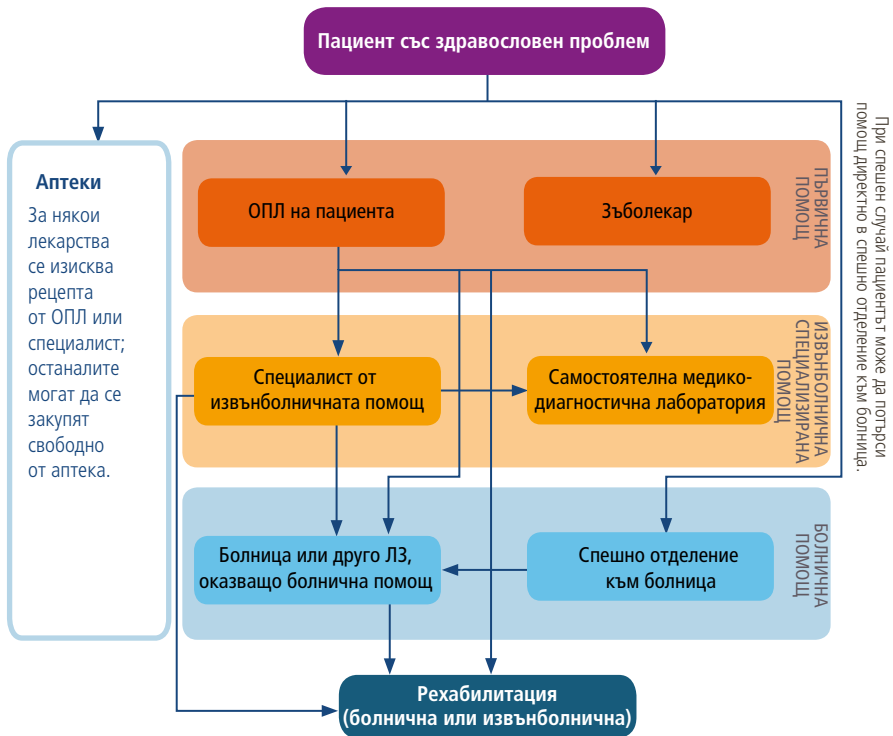 Пациент със здравословен проблем
При спешен случай пациентът може да потърси
помощ директно в спешно отделение към болница.
Аптеки
За някои
лекарства
се изисква
рецепта
от ОПЛ или
специалист;
останалите
могат да се
закупят
свободно
от аптека.
ПЪРВИЧНА
ПОМОЩ
ОПЛ на пациента
Зъболекар
ИЗВЪНБОЛНИЧНА
СПЕЦИАЛИЗИРАНА
ПОМОЩ
Специалист от
извънболничната помощ
Самостоятелна медико-
диагностична лаборатория
БОЛНИЧНА
ПОМОЩ
Болница или друго ЛЗ,
оказващо болнична помощ
Спешно отделение
към болница
Рехабилитация
(болнична или извънболнична)